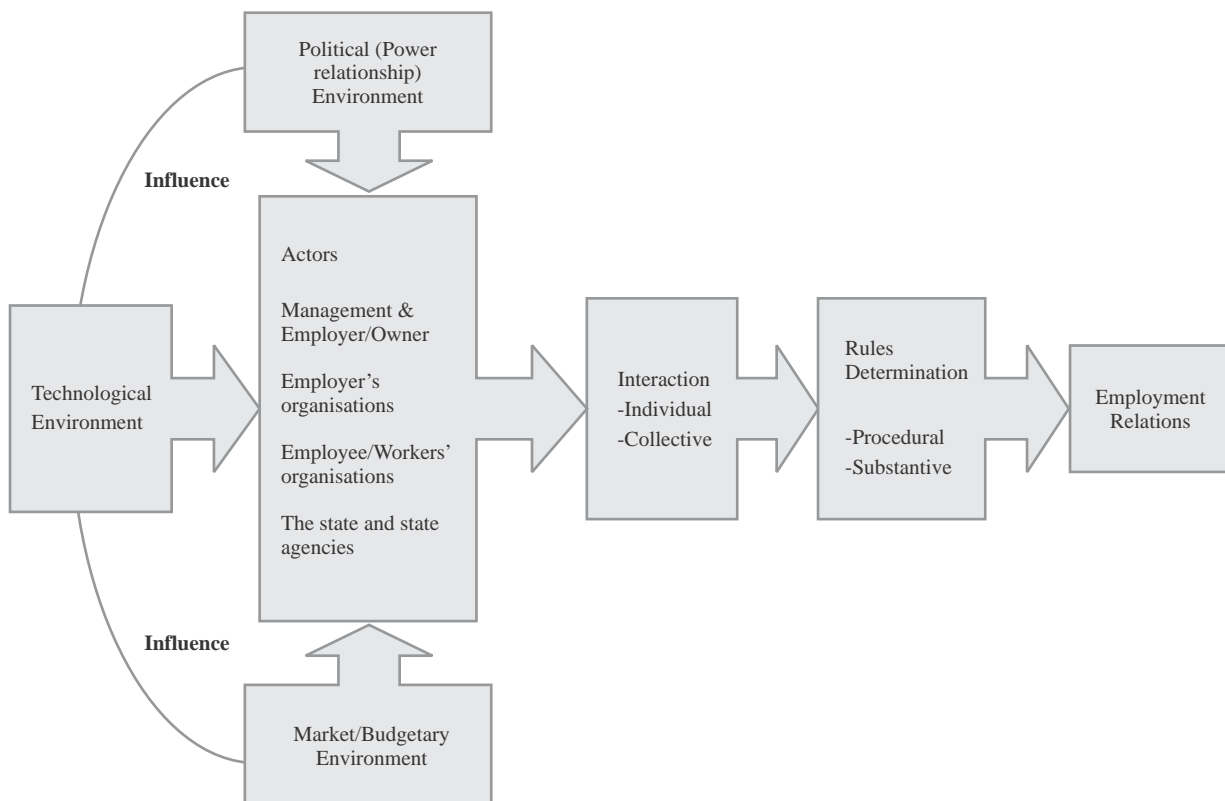 Political (Power
relationship)
Environment
Influence
Actors
Management &
Employer/Owner
Employer’s
organisations
Employee/Workers’
organisations
The state and state
agencies
Technological
Environment
Interaction
-Individual
-Collective
Rules
Determination
-Procedural
-Substantive
Employment
Relations
Influence
Market/Budgetary
Environment